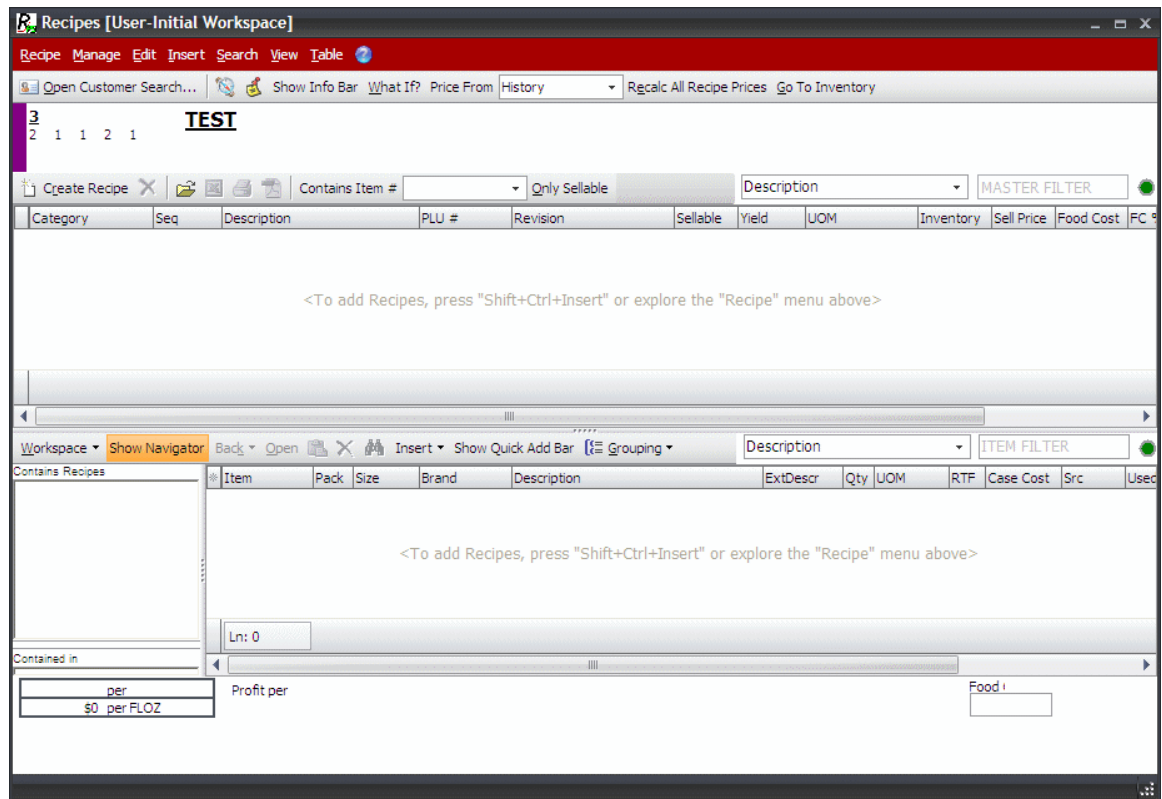 Recipes [User-Initial Workspace]
Recipe Manage Edit Insert Search View Table ?
Open Customer Search... Show Info Bar What If? Price From History Recalc All Recipe Prices Go To Inventory
3 TEST
2 1 1 2 1
Create Recipe Contains Item # Only Sellable Description MASTER FILTER
Category Seq Description PLU # Revision Sellable Yield UOM Inventory Sell Price Food Cost FC %
<To add Recipes, press "Shift+Ctrl+Insert" or explore the "Recipe" menu above>
Workspace Show Navigator Back Open Insert Show Quick Add Bar Grouping Description ITEM FILTER
Contains Recipes
Item Pack Size Brand Description ExtDescr Qty UOM RTF Case Cost Src Used
<To add Recipes, press "Shift+Ctrl+Insert" or explore the "Recipe" menu above>
Ln: 0
Contained in
per Profit per Food
$0 per FLOZ